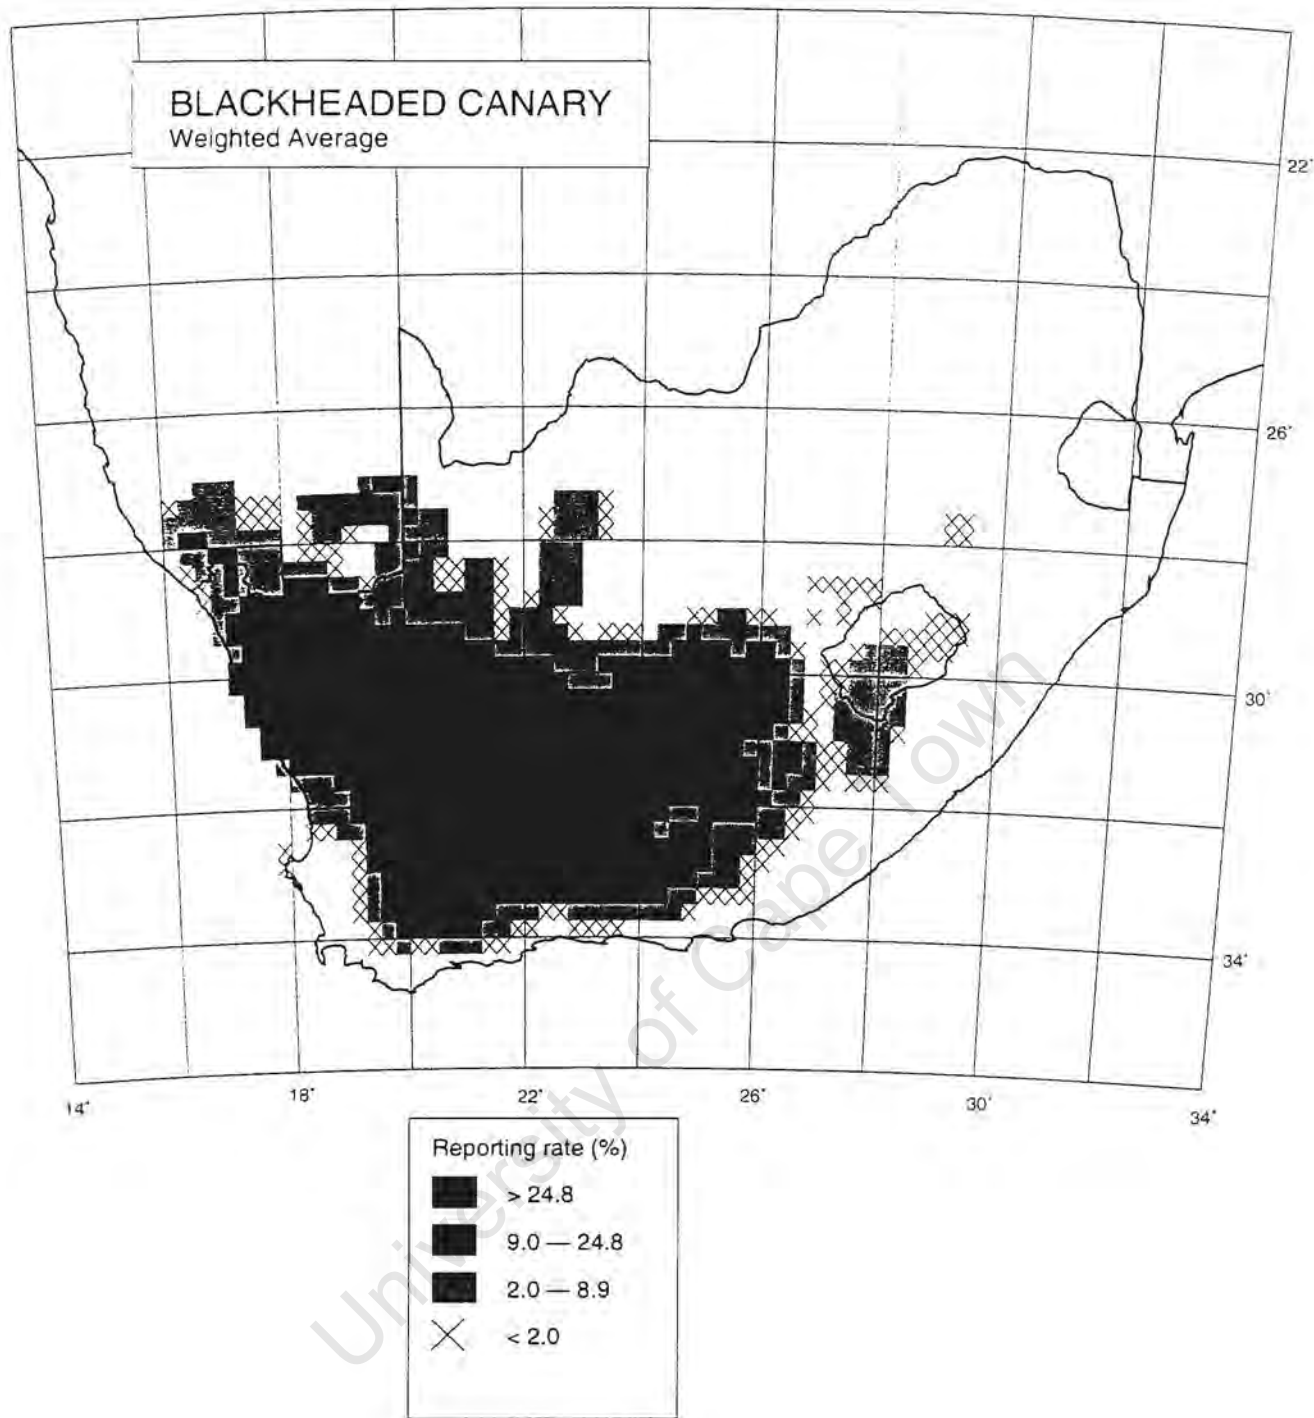 BLACKHEADED CANARY
Weighted Average
22°
26°
30°
34°
14°
18°
22°
26°
30°
34°
Reporting rate (%)
> 24.8
9.0 — 24.8
2.0 — 8.9
< 2.0
University of Cape Town